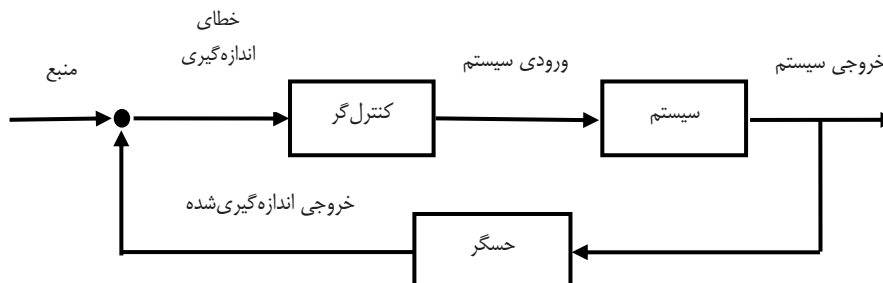 خطای
اندازه‌گیری
منبع
ورودی سیستم
خروجی سیستم
کنترل‌گر
سیستم
خروجی اندازه‌گیری‌شده
حسگر